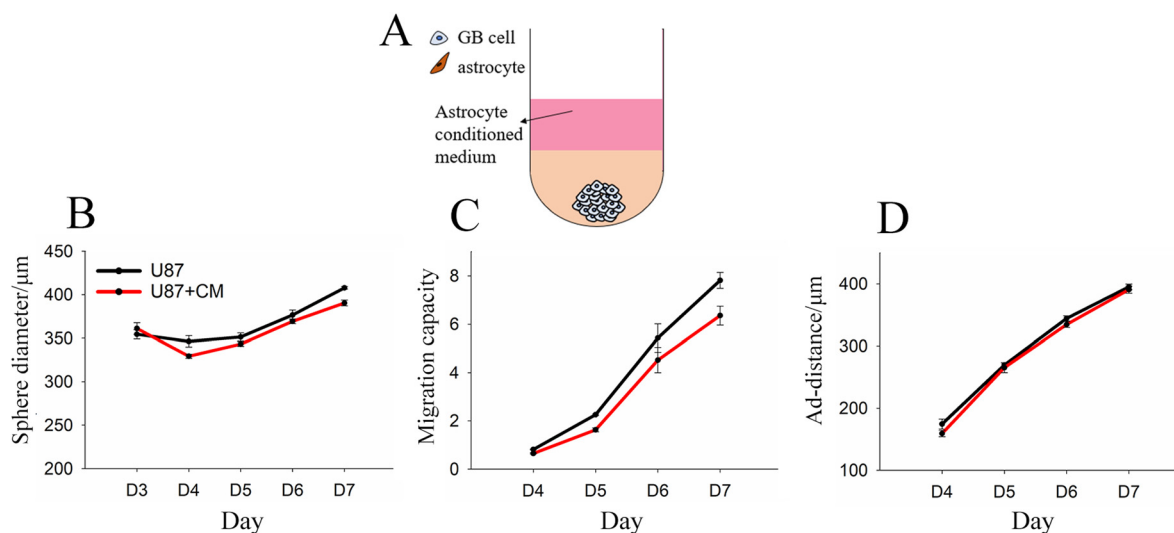 A
GB cell
astrocyte
Astrocyte
conditioned
medium
B
Sphere diameter/μm
450
400
350
300
250
200
U87
U87+CM
D3 D4 D5 D6 D7
Day
C
Migration capacity
8
6
4
2
0
D4 D5 D6 D7
Day
D
Ad-distance/μm
400
300
200
100
D4 D5 D6 D7
Day